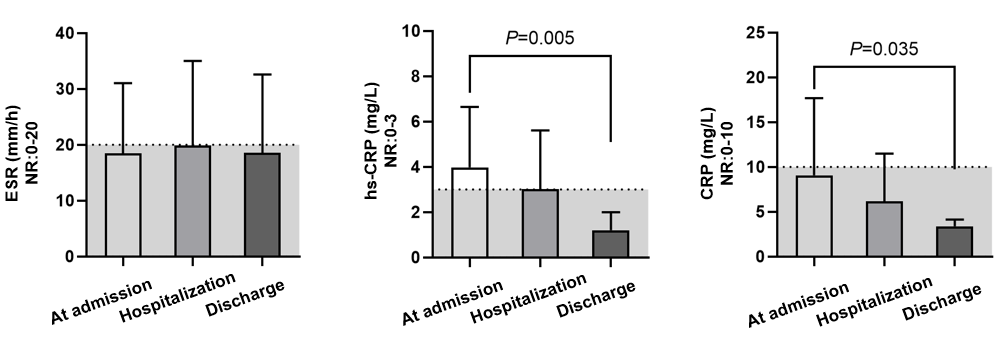 ESR (mm/h)
NR:0-20
40
30
20
10
0
At admission
Hospitalization
Discharge
hs-CRP (mg/L)
NR:0-3
10
8
6
4
2
0
P=0.005
At admission
Hospitalization
Discharge
CRP (mg/L)
NR:0-10
25
20
15
10
5
0
P=0.035
At admission
Hospitalization
Discharge